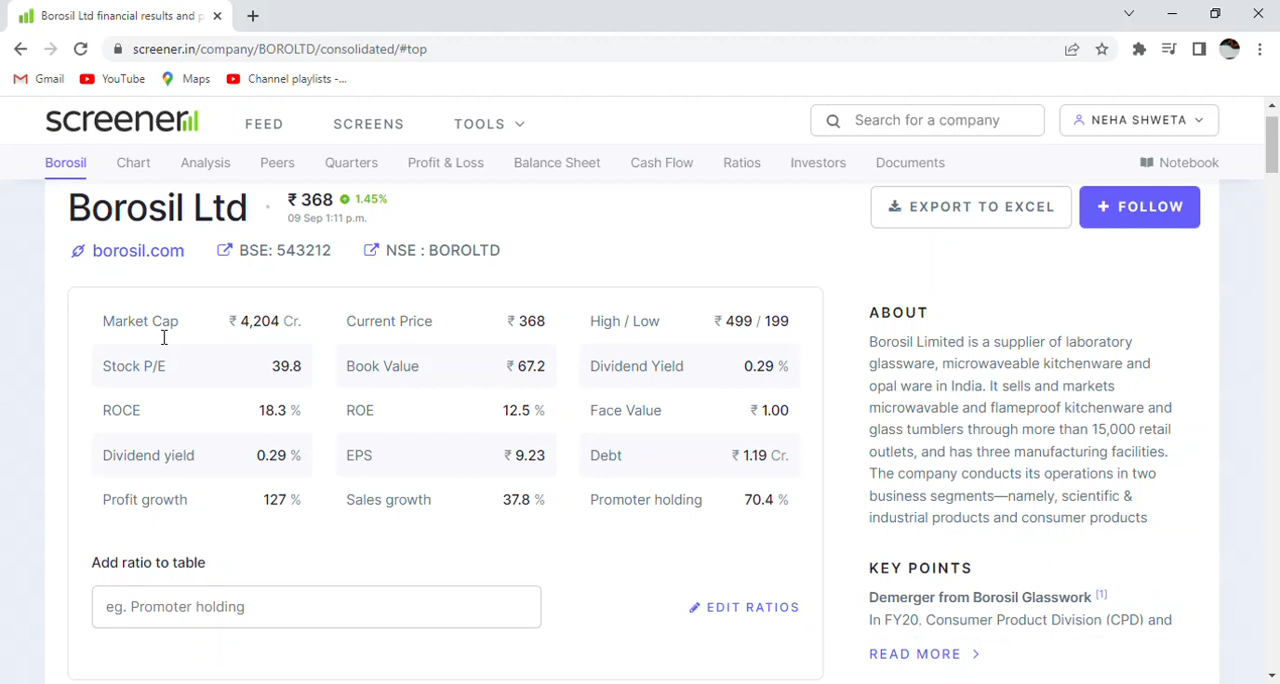 Borosil Ltd financial results and p
screener.in/company/BOROLTD/consolidated/#top
Gmail YouTube Maps Channel playlists -...
screener FEED SCREENS TOOLS Search for a company NEHA SHWETA
Borosil Chart Analysis Peers Quarters Profit & Loss Balance Sheet Cash Flow Ratios Investors Documents Notebook
Borosil Ltd ₹ 368 1.45%
09 Sep 1:11 p.m.
EXPORT TO EXCEL + FOLLOW
borosil.com BSE: 543212 NSE : BOROLTD
Market Cap ₹ 4,204 Cr. Current Price ₹ 368 High / Low ₹ 499 / 199
Stock P/E 39.8 Book Value ₹ 67.2 Dividend Yield 0.29 %
ROCE 18.3 % ROE 12.5 % Face Value ₹ 1.00
Dividend yield 0.29 % EPS ₹ 9.23 Debt ₹ 1.19 Cr.
Profit growth 127 % Sales growth 37.8 % Promoter holding 70.4 %
Add ratio to table
eg. Promoter holding EDIT RATIOS
ABOUT
Borosil Limited is a supplier of laboratory
glassware, microwaveable kitchenware and
opal ware in India. It sells and markets
microwavable and flameproof kitchenware and
glass tumblers through more than 15,000 retail
outlets, and has three manufacturing facilities.
The company conducts its operations in two
business segments—namely, scientific &
industrial products and consumer products
KEY POINTS
Demerger from Borosil Glasswork [1]
In FY20, Consumer Product Division (CPD) and
READ MORE >